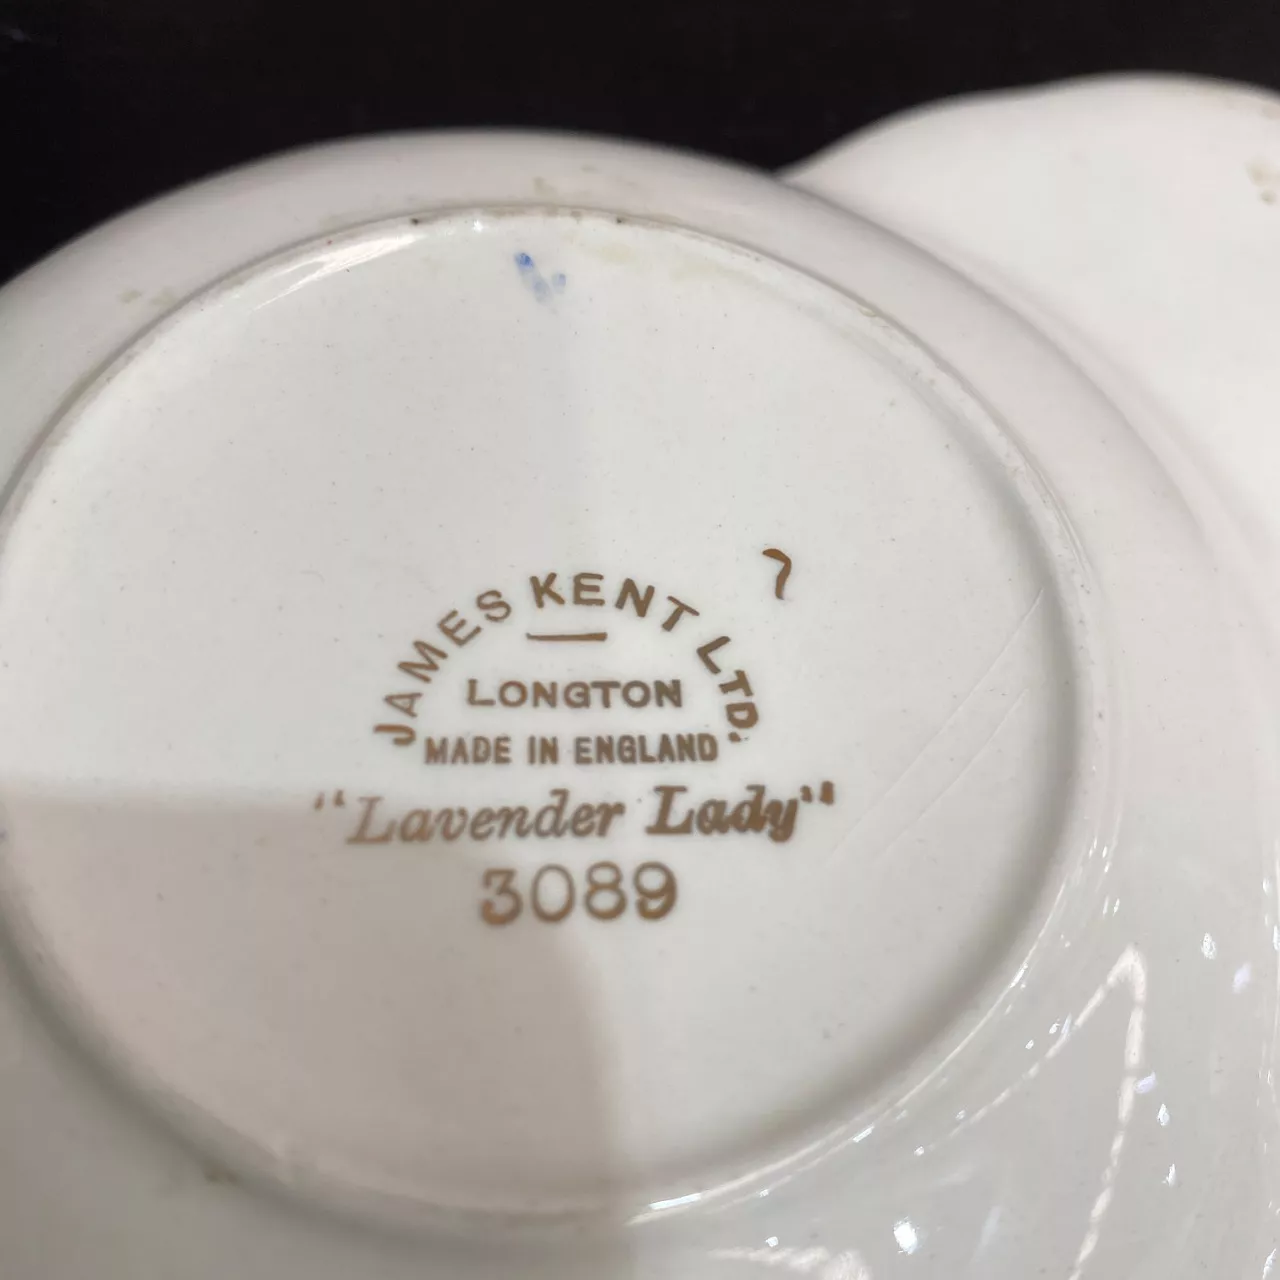 JAMES KENT LTD.
LONGTON
MADE IN ENGLAND
"Lavender Lady"
3089
7